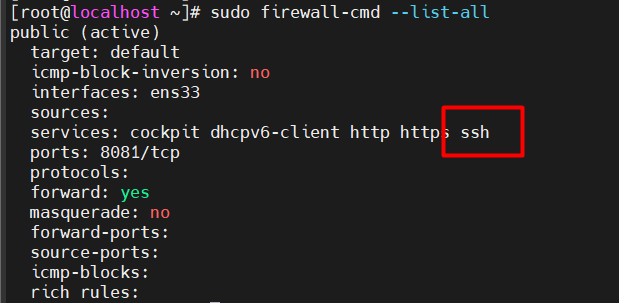 [root@localhost ~]# sudo firewall-cmd --list-all
public (active)
  target: default
  icmp-block-inversion: no
  interfaces: ens33
  sources:
  services: cockpit dhcpv6-client http https ssh
  ports: 8081/tcp
  protocols:
  forward: yes
  masquerade: no
  forward-ports:
  source-ports:
  icmp-blocks:
  rich rules: